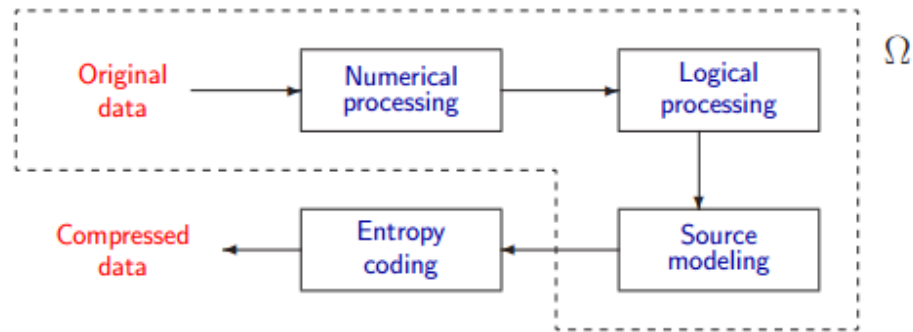 Original
data
Numerical
processing
Logical
processing
Ω
Compressed
data
Entropy
coding
Source
modeling